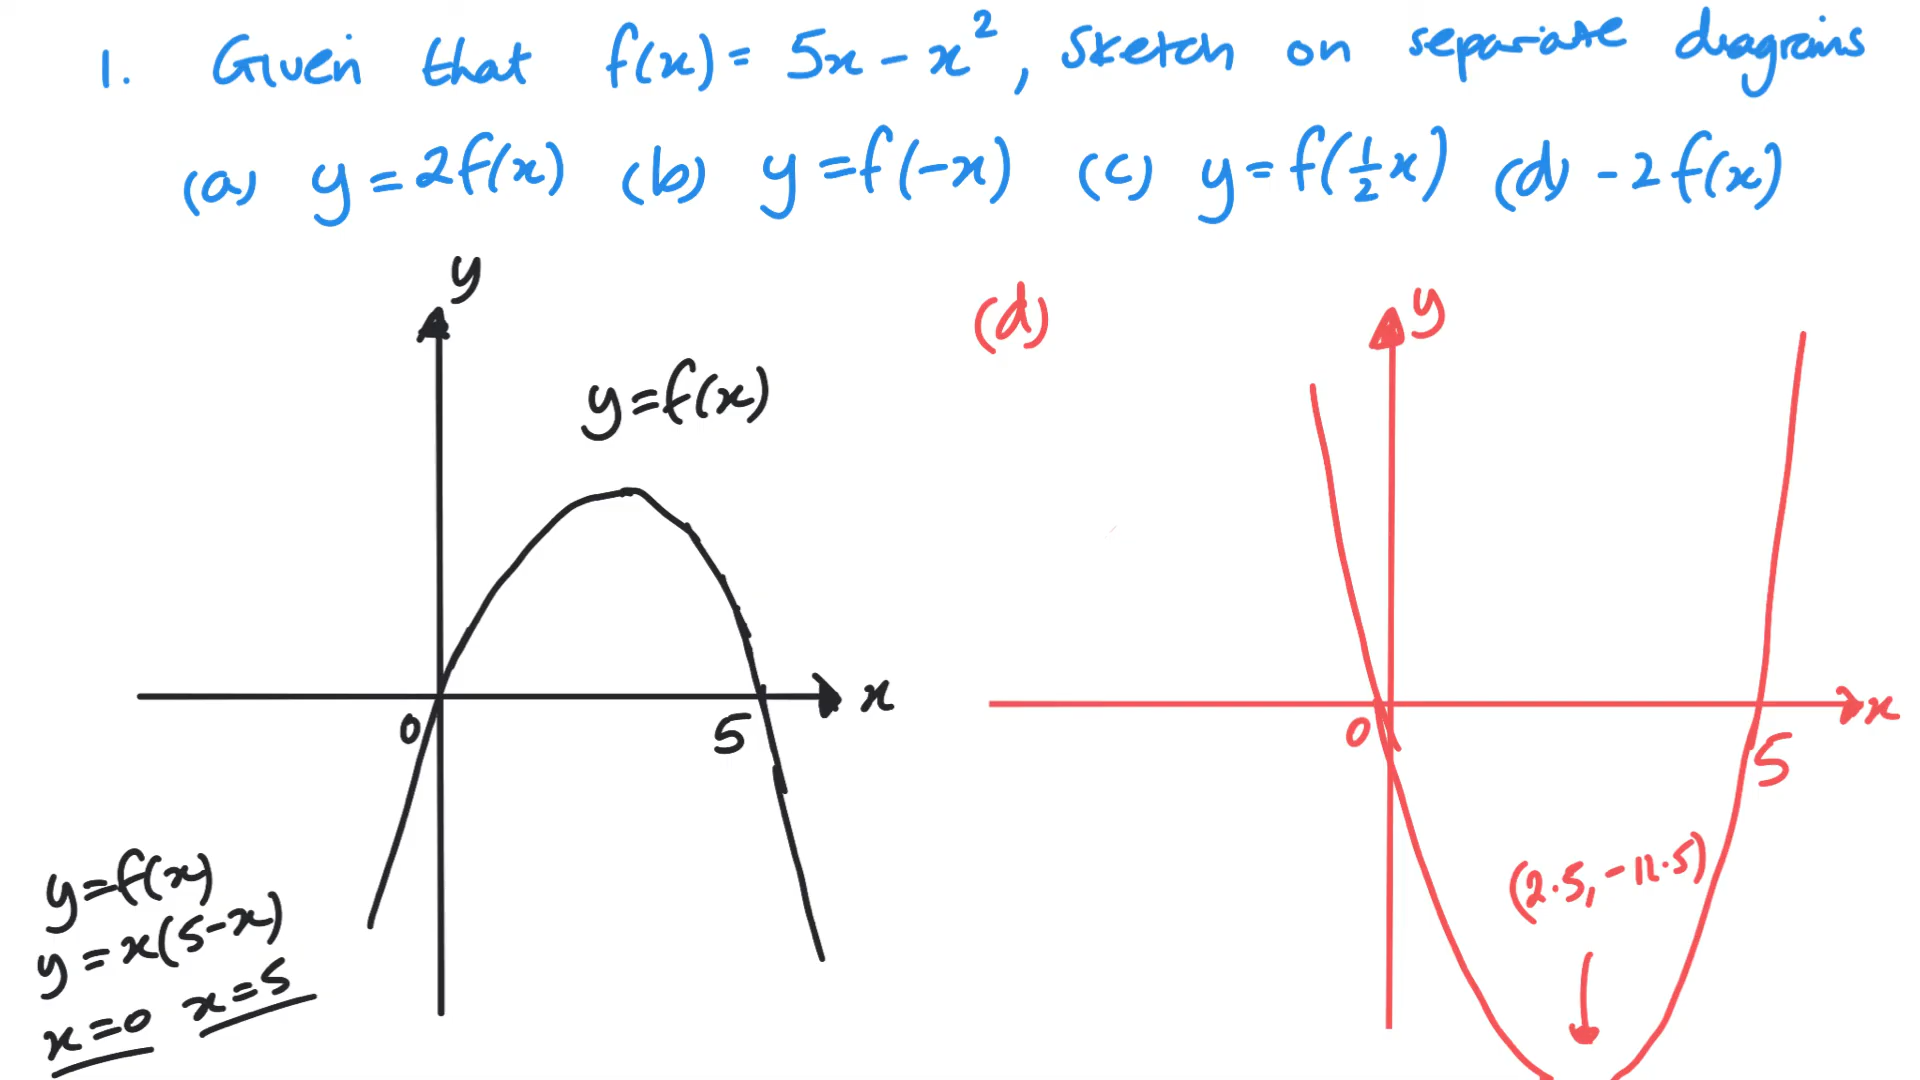 1. Given that f(x) = 5x - x², sketch on separate diagrams
(a) y = 2f(x) (b) y = f(-x) (c) y = f(½x) (d) -2f(x)
y
y = f(x)
x
0
5
y = f(x)
y = x(5-x)
x=0 x=5
(d)
y
x
0
5
(2.5, -12.5)